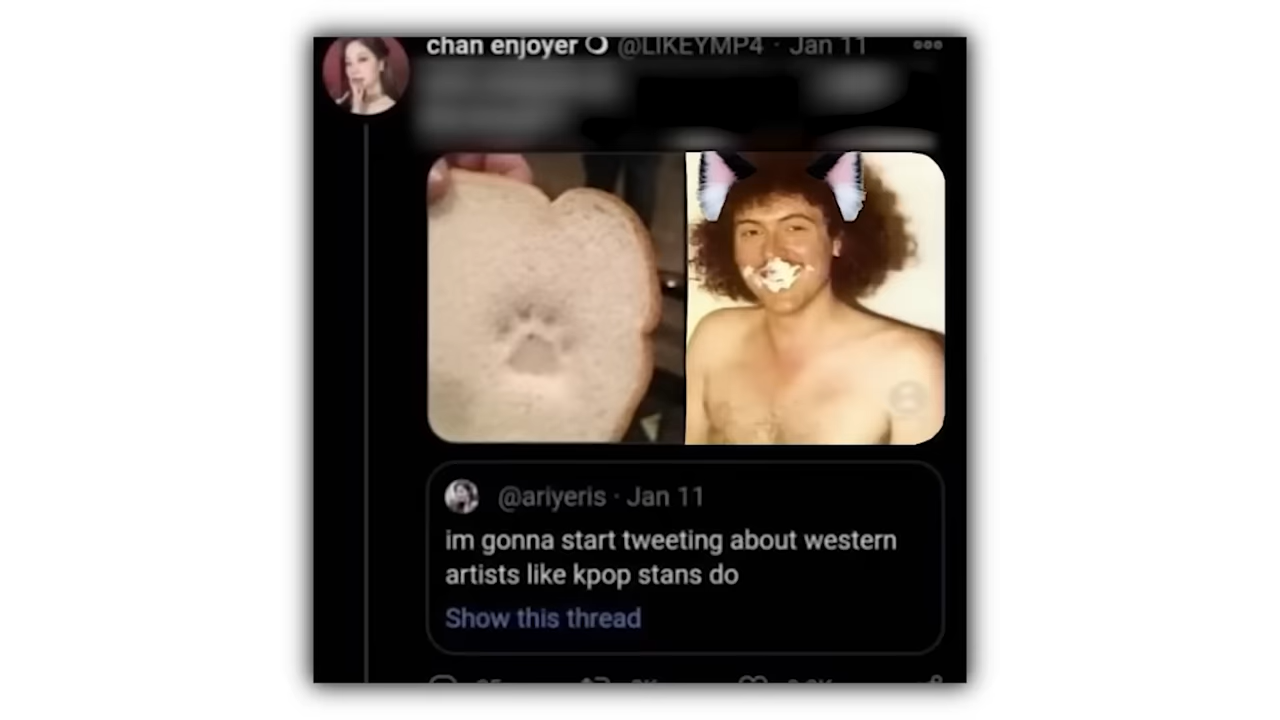 chan enjoyer @LIKEYMP4 · Jan 11
@ariyeris · Jan 11
im gonna start tweeting about western
artists like kpop stans do
Show this thread